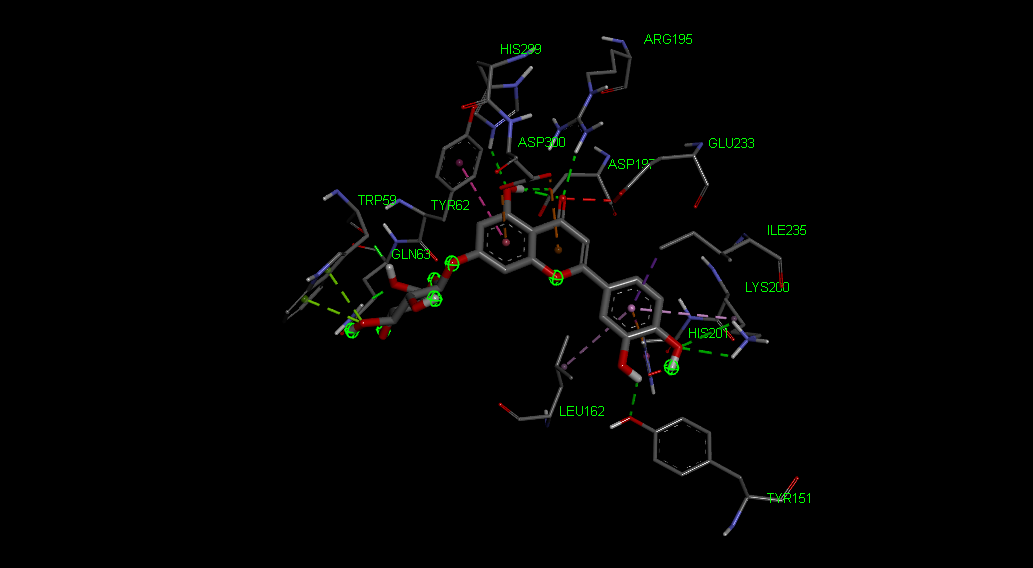 HIS299
ARG195
ASP300
GLU233
ASP197
TRP59
TYR62
ILE235
GLN63
LYS200
HIS201
LEU162
TYR151